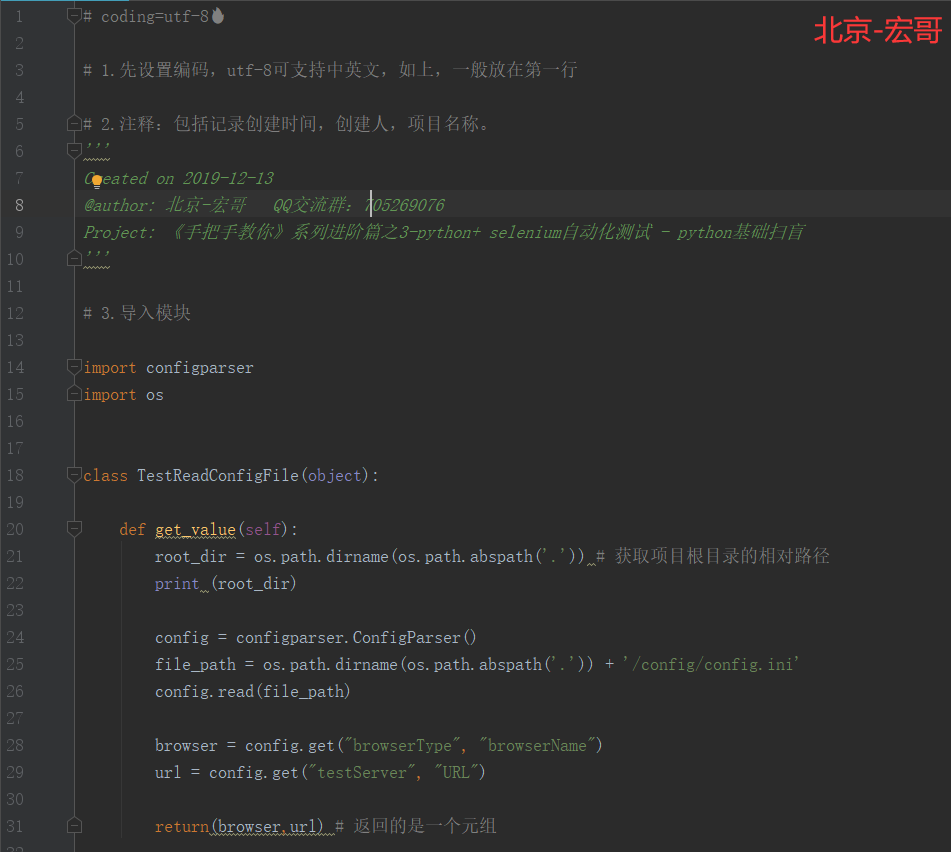 北京-宏哥
1 # coding=utf-8
2
3 # 1.先设置编码，utf-8可支持中英文，如上，一般放在第一行
4
5 # 2.注释：包括记录创建时间，创建人，项目名称。
6 '''
7 Created on 2019-12-13
8 @author: 北京-宏哥   QQ交流群：705269076
9 Project: 《手把手教你》系列进阶篇之3-python+ selenium自动化测试 - python基础扫盲
10 '''
11
12 # 3.导入模块
13
14 import configparser
15 import os
16
17
18 class TestReadConfigFile(object):
19
20     def get_value(self):
21         root_dir = os.path.dirname(os.path.abspath('.')) # 获取项目根目录的相对路径
22         print (root_dir)
23
24         config = configparser.ConfigParser()
25         file_path = os.path.dirname(os.path.abspath('.')) + '/config/config.ini'
26         config.read(file_path)
27
28         browser = config.get("browserType", "browserName")
29         url = config.get("testServer", "URL")
30
31         return(browser,url) # 返回的是一个元组